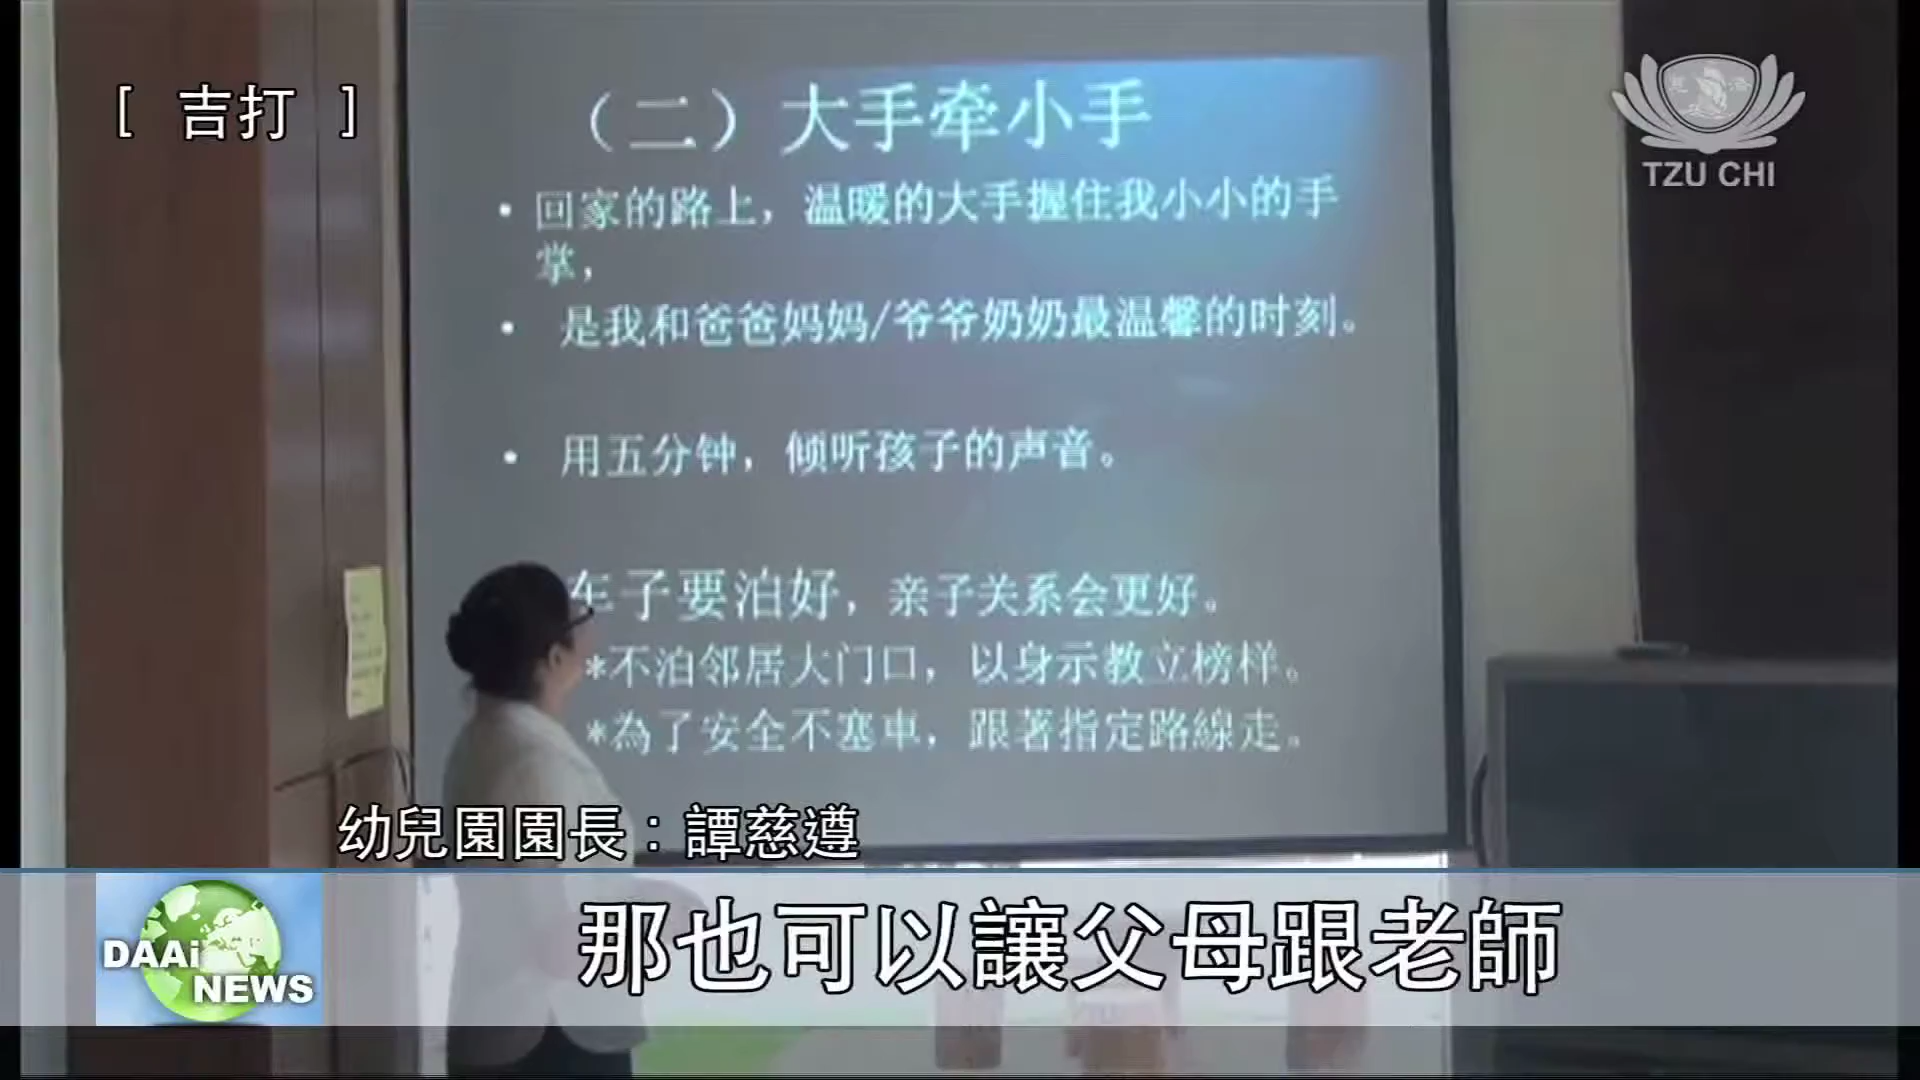 [ 吉打 ]
TZU CHI
（二）大手牵小手
• 回家的路上，温暖的大手握住我小小的手
掌，
• 是我和爸爸妈妈/爷爷奶奶最温馨的时刻。
• 用五分钟，倾听孩子的声音。
车子要泊好，亲子关系会更好。
*不泊邻居大门口，以身示教立榜样。
*為了安全不塞車，跟著指定路線走。
幼兒園園長：譚慈遵
DAAi
NEWS
那也可以讓父母跟老師